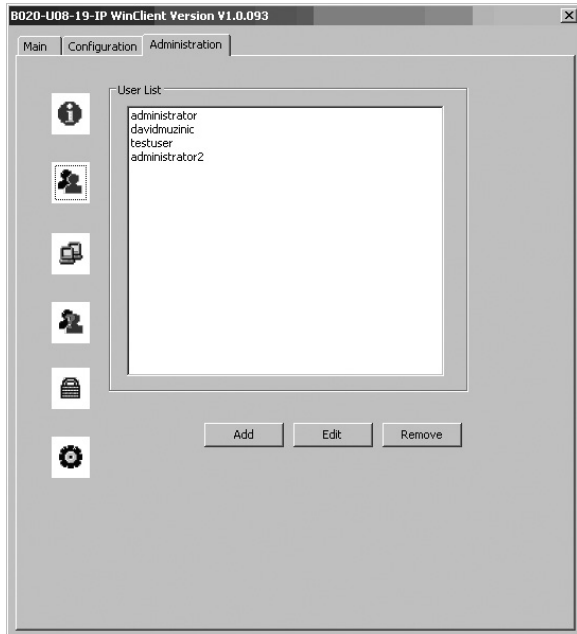 B020-U08-19-IP WinClient Version V1.0.093
Main Configuration Administration
User List
administrator
davidmuzinic
testuser
administrator2
Add Edit Remove